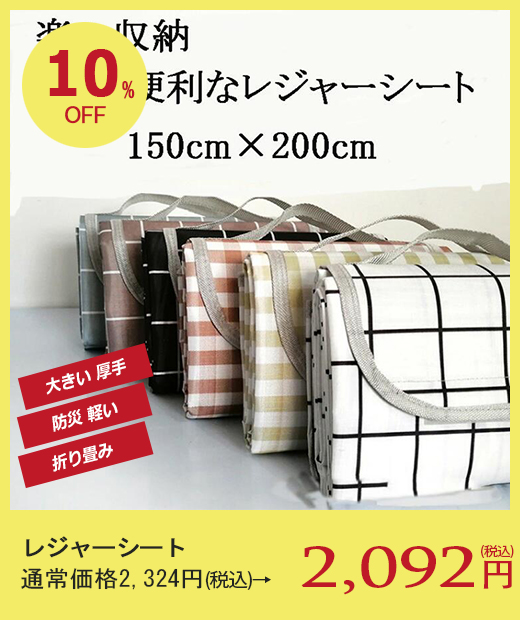 収納
10%
OFF
便利なレジャーシート
150cm×200cm
大きい 厚手
防災 軽い
折り畳み
レジャーシート
通常価格2,324円(税込)→
2,092円(税込)